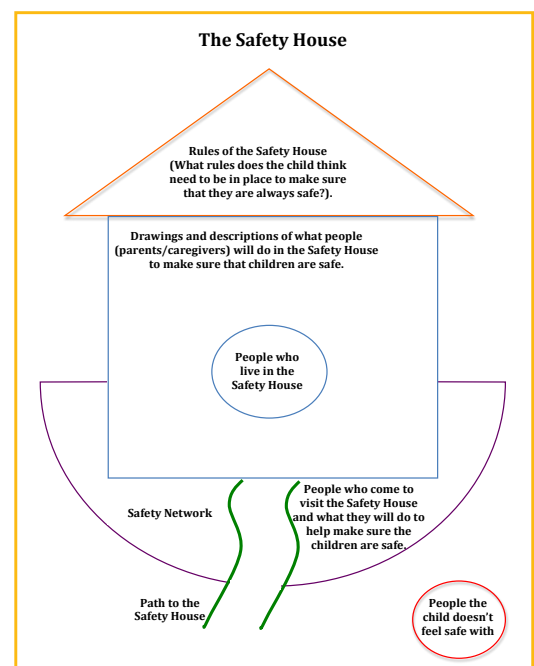 The Safety House
Rules of the Safety House
(What rules does the child think
need to be in place to make sure
that they are always safe?).
Drawings and descriptions of what people
(parents/caregivers) will do in the Safety House
to make sure that children are safe.
People who
live in the
Safety House
Safety Network
People who come to
visit the Safety House
and what they will do to
help make sure the
children are safe.
Path to the
Safety House
People the
child doesn't
feel safe with